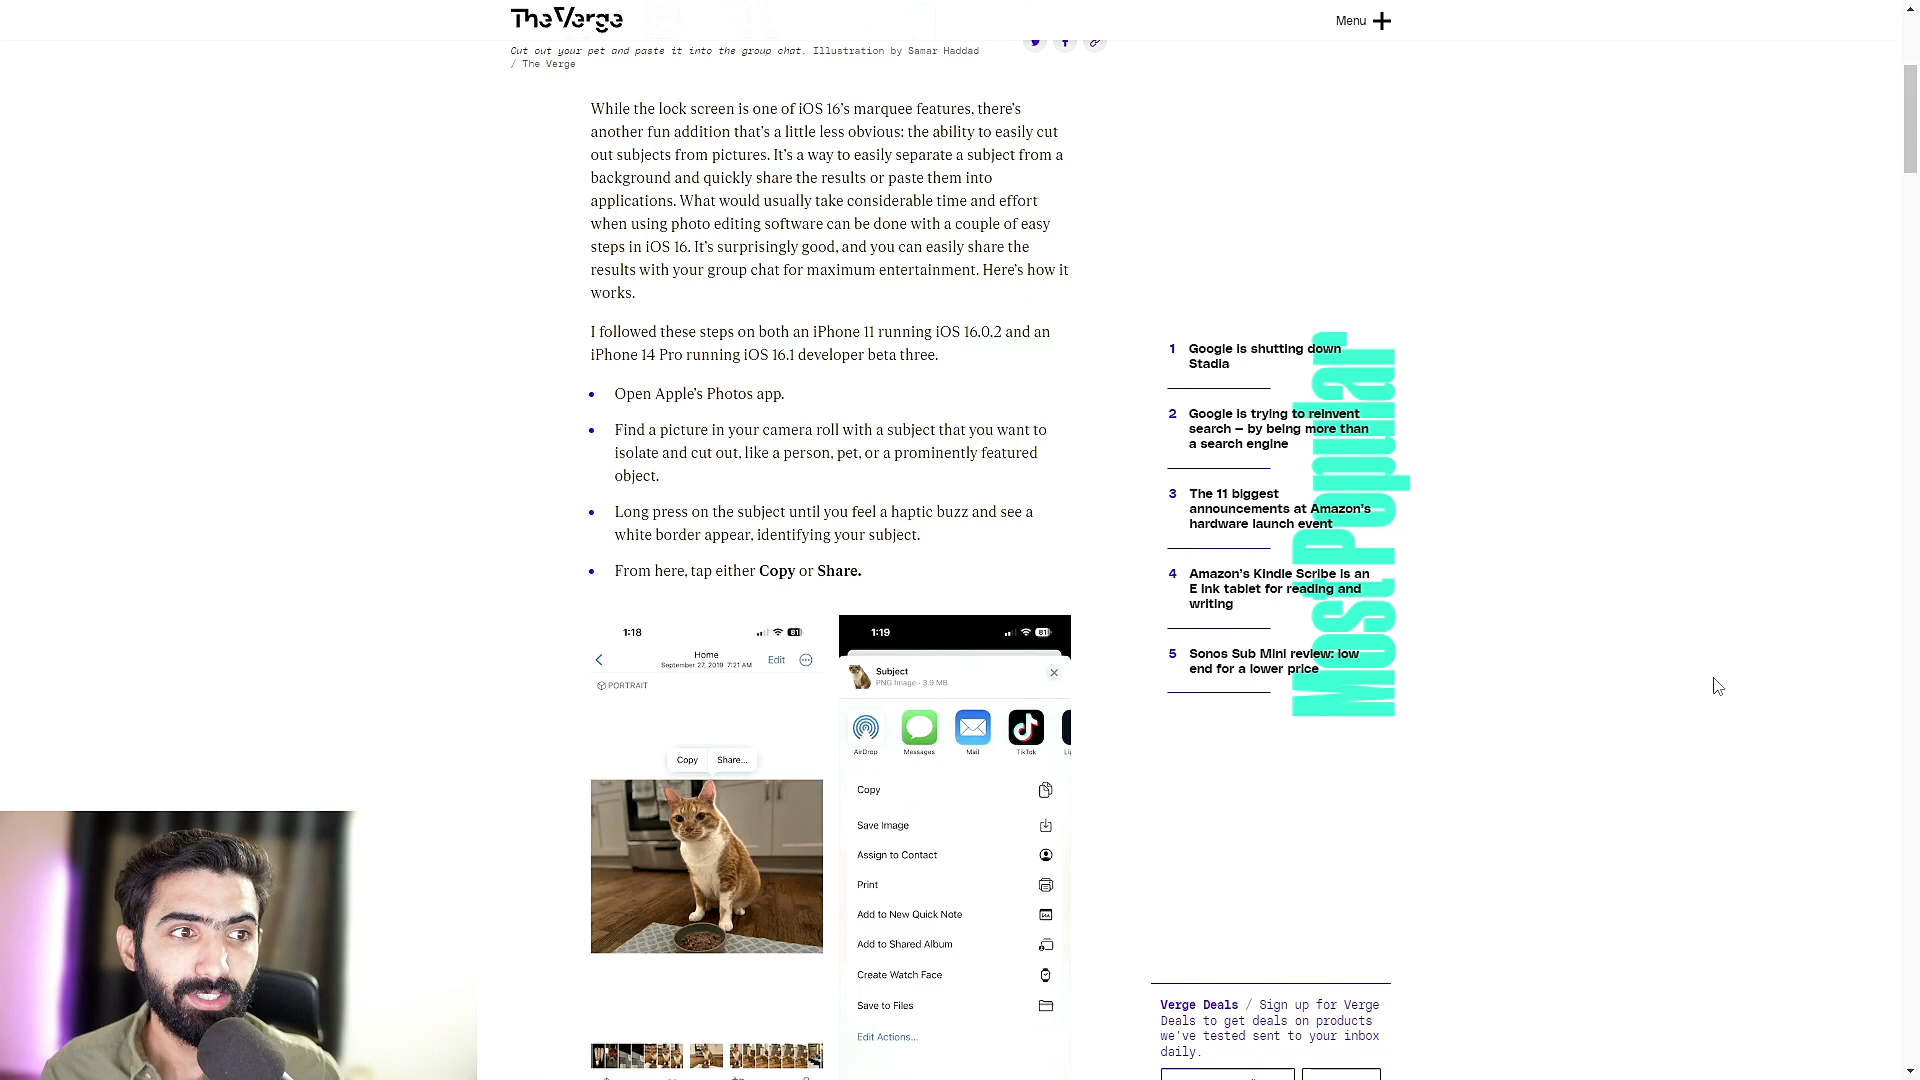 The Verge
Menu
Cut out your pet and paste it into the group chat. Illustration by Samar Haddad
/ The Verge
While the lock screen is one of iOS 16’s marquee features, there’s
another fun addition that’s a little less obvious: the ability to easily cut
out subjects from pictures. It’s a way to easily separate a subject from a
background and quickly share the results or paste them into
applications. What would usually take considerable time and effort
when using photo editing software can be done with a couple of easy
steps in iOS 16. It’s surprisingly good, and you can easily share the
results with your group chat for maximum entertainment. Here’s how it
works.
I followed these steps on both an iPhone 11 running iOS 16.0.2 and an
iPhone 14 Pro running iOS 16.1 developer beta three.
Open Apple’s Photos app.
Find a picture in your camera roll with a subject that you want to
isolate and cut out, like a person, pet, or a prominently featured
object.
Long press on the subject until you feel a haptic buzz and see a
white border appear, identifying your subject.
From here, tap either Copy or Share.
1:18
81
Home
September 27, 2019 7:21 AM
Edit
PORTRAIT
Copy
Share...
1:19
81
Subject
PNG Image · 3.9 MB
AirDrop
Messages
Mail
TikTok
Copy
Save Image
Assign to Contact
Print
Add to New Quick Note
Add to Shared Album
Create Watch Face
Save to Files
Edit Actions...
Most Popular
1 Google is shutting down
Stadia
2 Google is trying to reinvent
search — by being more than
a search engine
3 The 11 biggest
announcements at Amazon’s
hardware launch event
4 Amazon’s Kindle Scribe is an
E Ink tablet for reading and
writing
5 Sonos Sub Mini review: low
end for a lower price
Verge Deals / Sign up for Verge
Deals to get deals on products
we've tested sent to your inbox
daily.